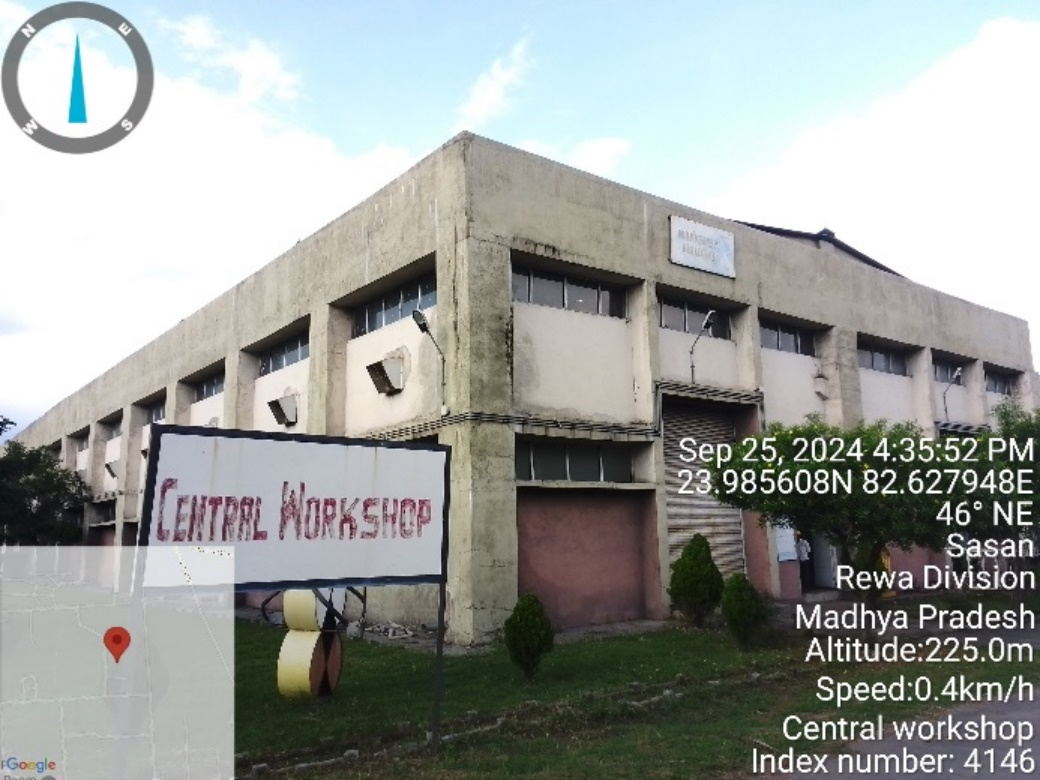 N
E
W
S
CENTRAL WORKSHOP
Sep 25, 2024 4:35:52 PM
23.985608N 82.627948E
46° NE
Sasan
Rewa Division
Madhya Pradesh
Altitude:225.0m
Speed:0.4km/h
Central workshop
Index number: 4146
Google